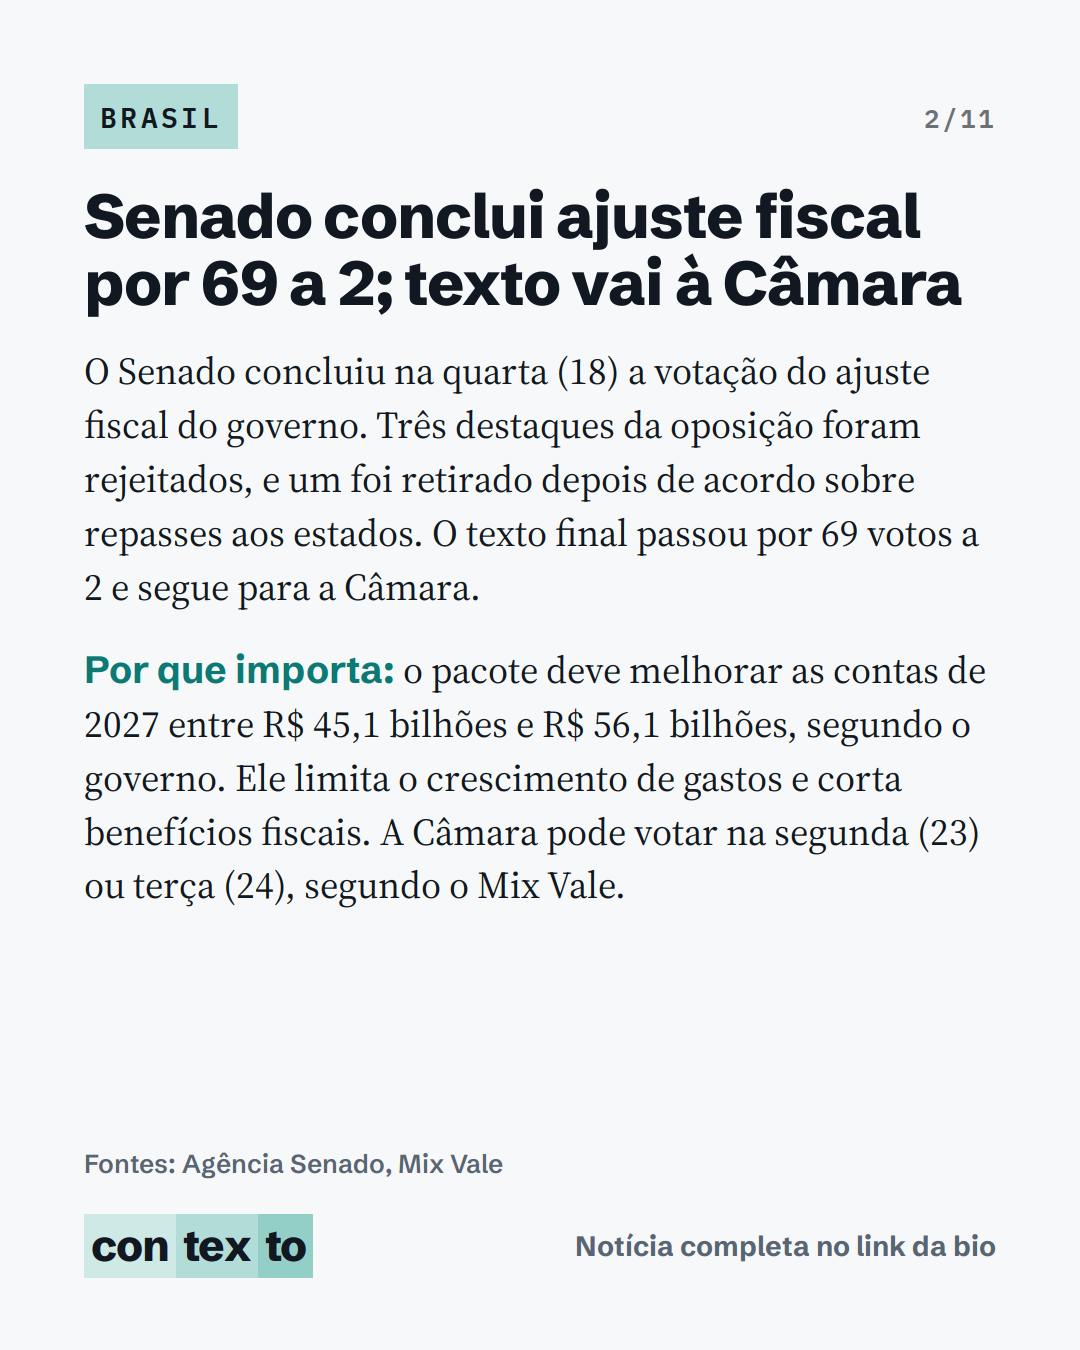 BRASIL
2/11
Senado conclui ajuste fiscal
por 69 a 2; texto vai à Câmara
O Senado concluiu na quarta (18) a votação do ajuste
fiscal do governo. Três destaques da oposição foram
rejeitados, e um foi retirado depois de acordo sobre
repasses aos estados. O texto final passou por 69 votos a
2 e segue para a Câmara.
Por que importa: o pacote deve melhorar as contas de
2027 entre R$ 45,1 bilhões e R$ 56,1 bilhões, segundo o
governo. Ele limita o crescimento de gastos e corta
benefícios fiscais. A Câmara pode votar na segunda (23)
ou terça (24), segundo o Mix Vale.
Fontes: Agência Senado, Mix Vale
contexto
Notícia completa no link da bio